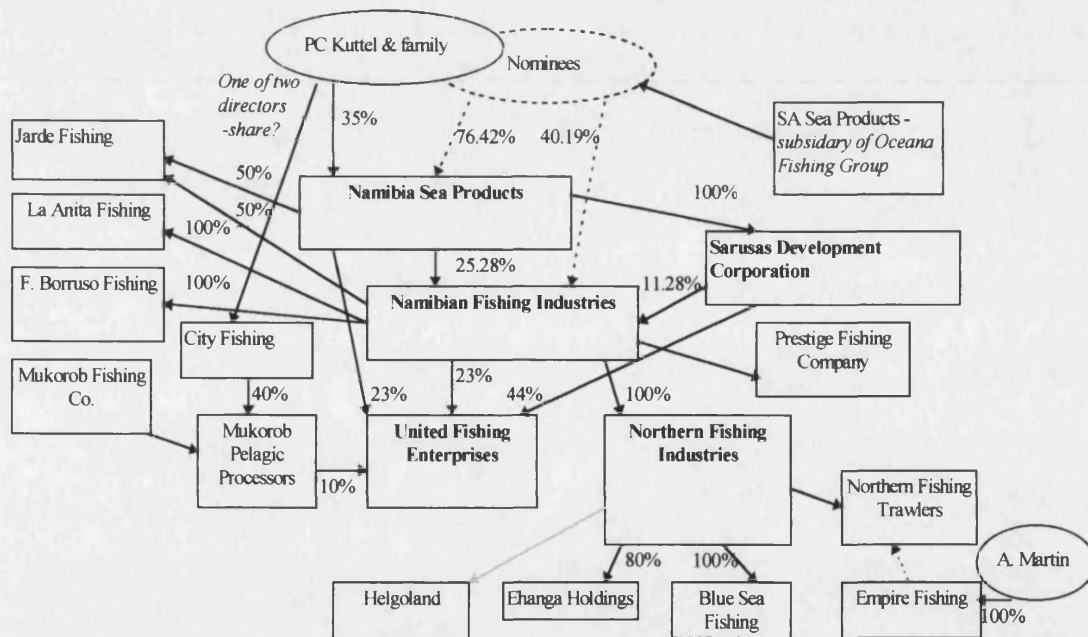 PC Kuttel & family
Nominees
One of two
directors
-share?
35%
76.42%
40.19%
SA Sea Products -
subsidary of Oceana
Fishing Group
Jarde Fishing
50%
50%
Namibia Sea Products
100%
La Anita Fishing
100%
Sarusas Development
Corporation
25.28%
11.28%
F. Borruso Fishing
100%
Namibian Fishing Industries
City Fishing
Prestige Fishing
Company
Mukorob Fishing
Co.
40%
23%
23%
44%
100%
Mukorob
Pelagic
Processors
10%
United Fishing
Enterprises
Northern Fishing
Industries
Northern Fishing
Trawlers
A. Martin
80%
100%
Helgoland
Ehanga Holdings
Blue Sea
Fishing
Empire Fishing
100%